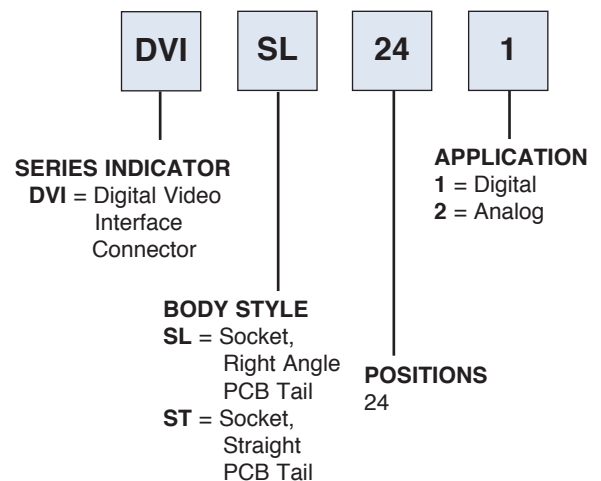 DVI SL 24 1
SERIES INDICATOR
DVI = Digital Video
Interface
Connector
BODY STYLE
SL = Socket,
Right Angle
PCB Tail
ST = Socket,
Straight
PCB Tail
POSITIONS
24
APPLICATION
1 = Digital
2 = Analog